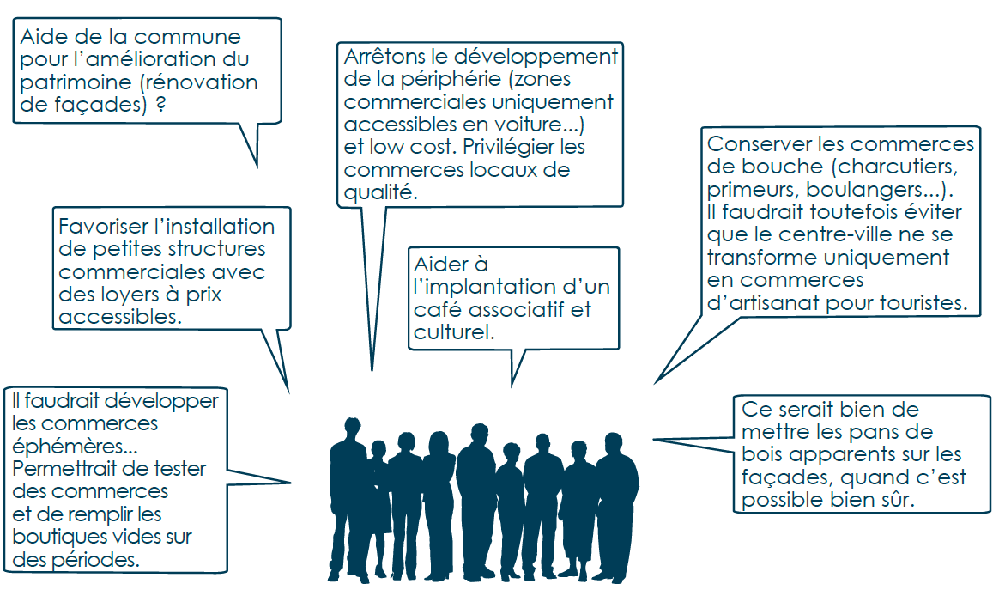 Aide de la commune
pour l'amélioration du
patrimoine (rénovation
de façades) ?
Arrêtons le développement
de la périphérie (zones
commerciales uniquement
accessibles en voiture...)
et low cost. Privilégier les
commerces locaux de
qualité.
Conserver les commerces
de bouche (charcutiers,
primeurs, boulangers...).
Il faudrait toutefois éviter
que le centre-ville ne se
transforme uniquement
en commerces
d'artisanat pour touristes.
Favoriser l'installation
de petites structures
commerciales avec
des loyers à prix
accessibles.
Aider à
l'implantation d'un
café associatif et
culturel.
Il faudrait développer
les commerces
éphémères...
Permettrait de tester
des commerces
et de remplir les
boutiques vides sur
des périodes.
Ce serait bien de
mettre les pans de
bois apparents sur les
façades, quand c'est
possible bien sûr.